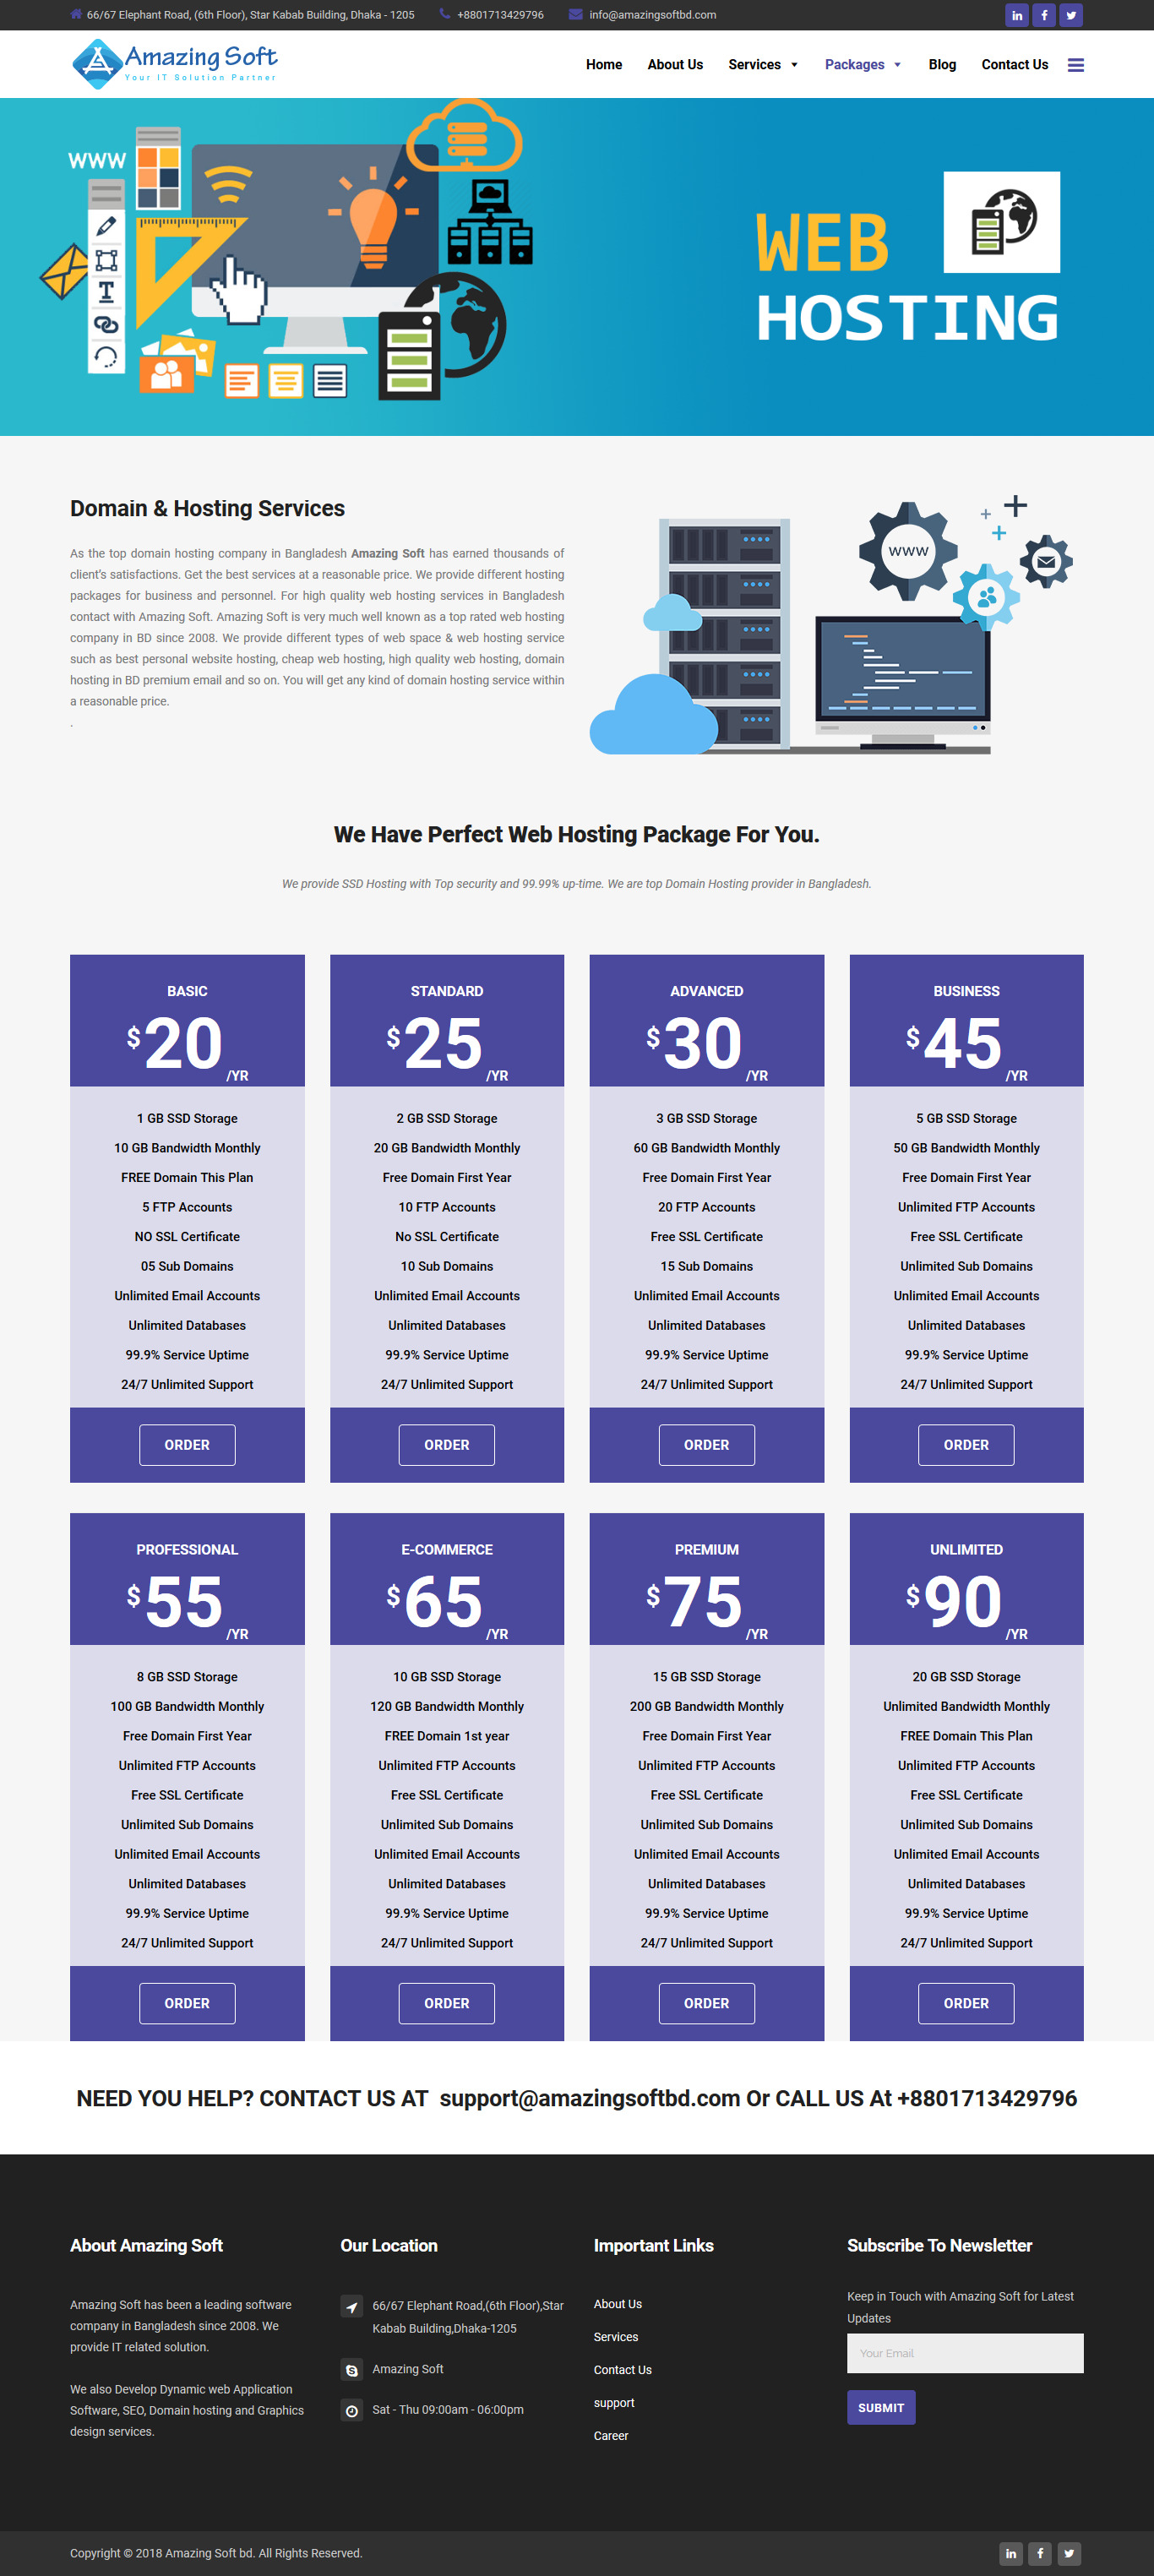 66/67 Elephant Road, (6th Floor), Star Kabab Building, Dhaka - 1205 +8801713429796 info@amazingsoftbd.com
Amazing Soft
Your IT Solution Partner
Home About Us Services Packages Blog Contact Us
WWW
T
WEB
HOSTING
Domain & Hosting Services
As the top domain hosting company in Bangladesh Amazing Soft has earned thousands of
client's satisfactions. Get the best services at a reasonable price. We provide different hosting
packages for business and personnel. For high quality web hosting services in Bangladesh
contact with Amazing Soft. Amazing Soft is very much well known as a top rated web hosting
company in BD since 2008. We provide different types of web space & web hosting service
such as best personal website hosting, cheap web hosting, high quality web hosting, domain
hosting in BD premium email and so on. You will get any kind of domain hosting service within
a reasonable price.
.
WWW
We Have Perfect Web Hosting Package For You.
We provide SSD Hosting with Top security and 99.99% up-time. We are top Domain Hosting provider in Bangladesh.
BASIC
$20/YR
1 GB SSD Storage
10 GB Bandwidth Monthly
FREE Domain This Plan
5 FTP Accounts
NO SSL Certificate
05 Sub Domains
Unlimited Email Accounts
Unlimited Databases
99.9% Service Uptime
24/7 Unlimited Support
ORDER
STANDARD
$25/YR
2 GB SSD Storage
20 GB Bandwidth Monthly
Free Domain First Year
10 FTP Accounts
No SSL Certificate
10 Sub Domains
Unlimited Email Accounts
Unlimited Databases
99.9% Service Uptime
24/7 Unlimited Support
ORDER
ADVANCED
$30/YR
3 GB SSD Storage
60 GB Bandwidth Monthly
Free Domain First Year
20 FTP Accounts
Free SSL Certificate
15 Sub Domains
Unlimited Email Accounts
Unlimited Databases
99.9% Service Uptime
24/7 Unlimited Support
ORDER
BUSINESS
$45/YR
5 GB SSD Storage
50 GB Bandwidth Monthly
Free Domain First Year
Unlimited FTP Accounts
Free SSL Certificate
Unlimited Sub Domains
Unlimited Email Accounts
Unlimited Databases
99.9% Service Uptime
24/7 Unlimited Support
ORDER
PROFESSIONAL
$55/YR
8 GB SSD Storage
100 GB Bandwidth Monthly
Free Domain First Year
Unlimited FTP Accounts
Free SSL Certificate
Unlimited Sub Domains
Unlimited Email Accounts
Unlimited Databases
99.9% Service Uptime
24/7 Unlimited Support
ORDER
E-COMMERCE
$65/YR
10 GB SSD Storage
120 GB Bandwidth Monthly
FREE Domain 1st year
Unlimited FTP Accounts
Free SSL Certificate
Unlimited Sub Domains
Unlimited Email Accounts
Unlimited Databases
99.9% Service Uptime
24/7 Unlimited Support
ORDER
PREMIUM
$75/YR
15 GB SSD Storage
200 GB Bandwidth Monthly
Free Domain First Year
Unlimited FTP Accounts
Free SSL Certificate
Unlimited Sub Domains
Unlimited Email Accounts
Unlimited Databases
99.9% Service Uptime
24/7 Unlimited Support
ORDER
UNLIMITED
$90/YR
20 GB SSD Storage
Unlimited Bandwidth Monthly
FREE Domain This Plan
Unlimited FTP Accounts
Free SSL Certificate
Unlimited Sub Domains
Unlimited Email Accounts
Unlimited Databases
99.9% Service Uptime
24/7 Unlimited Support
ORDER
NEED YOU HELP? CONTACT US AT support@amazingsoftbd.com Or CALL US At +8801713429796
About Amazing Soft
Amazing Soft has been a leading software
company in Bangladesh since 2008. We
provide IT related solution.
We also Develop Dynamic web Application
Software, SEO, Domain hosting and Graphics
design services.
Our Location
66/67 Elephant Road,(6th Floor),Star
Kabab Building,Dhaka-1205
Amazing Soft
Sat - Thu 09:00am - 06:00pm
Important Links
About Us
Services
Contact Us
support
Career
Subscribe To Newsletter
Keep in Touch with Amazing Soft for Latest
Updates
Your Email
SUBMIT
Copyright © 2018 Amazing Soft bd. All Rights Reserved.